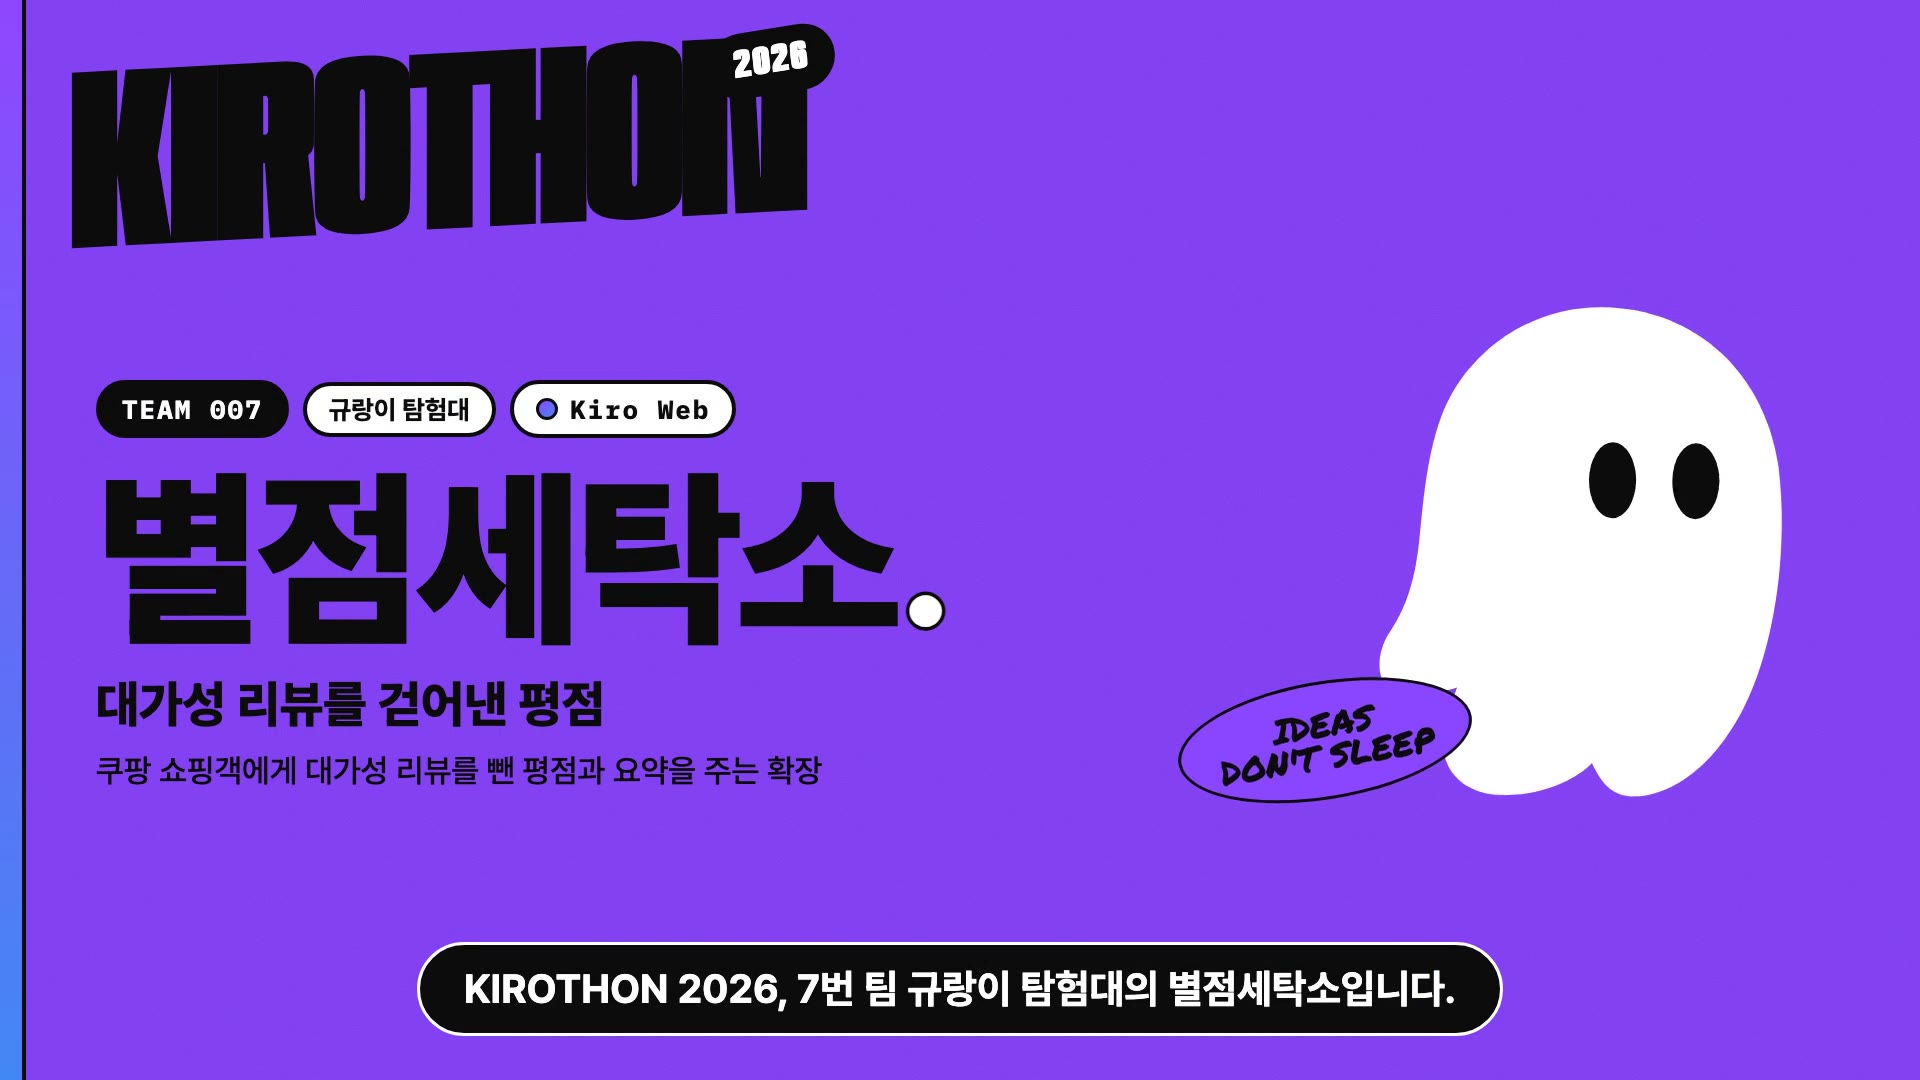 KIROTHON
2026
TEAM 007
규랑이 탐험대
Kiro Web
별점세탁소.
대가성 리뷰를 걷어낸 평점
쿠팡 쇼핑객에게 대가성 리뷰를 뺀 평점과 요약을 주는 확장
IDEAS
DON'T SLEEP
KIROTHON 2026, 7번 팀 규랑이 탐험대의 별점세탁소입니다.